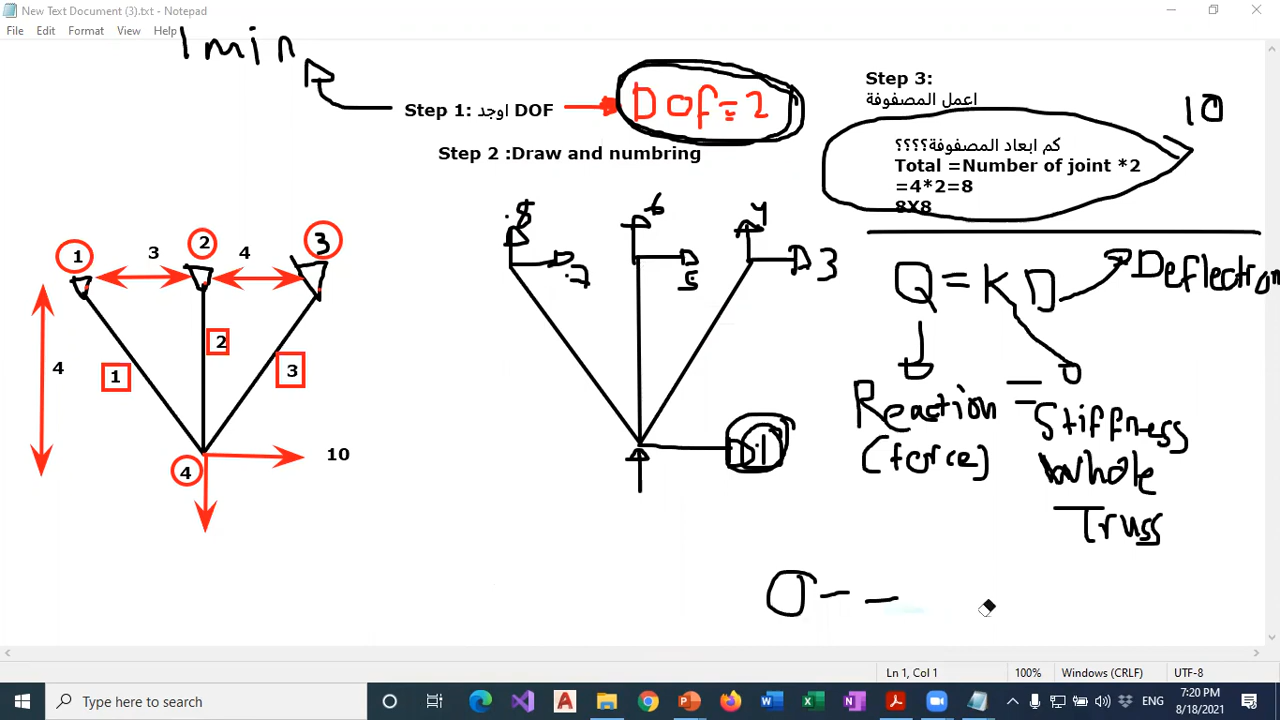 New Text Document (3).txt - Notepad
File Edit Format View Help
1min
Step 1: اوجد DOF
DOF=2
Step 2 :Draw and numbring
Step 3:
اعمل المصفوفة
كم ابعاد المصفوفة؟؟؟؟
Total =Number of joint *2
=4*2=8
8X8
10
1
3
2
4
3
4
1
2
3
4
10
.8
.7
6
5
4
3
.1
Q = K D
Deflection
Reaction
(force)
=
Stiffness
Whole
Truss
Q - -
Ln 1, Col 1
100%
Windows (CRLF)
UTF-8
Type here to search
ENG
7:20 PM
8/18/2021